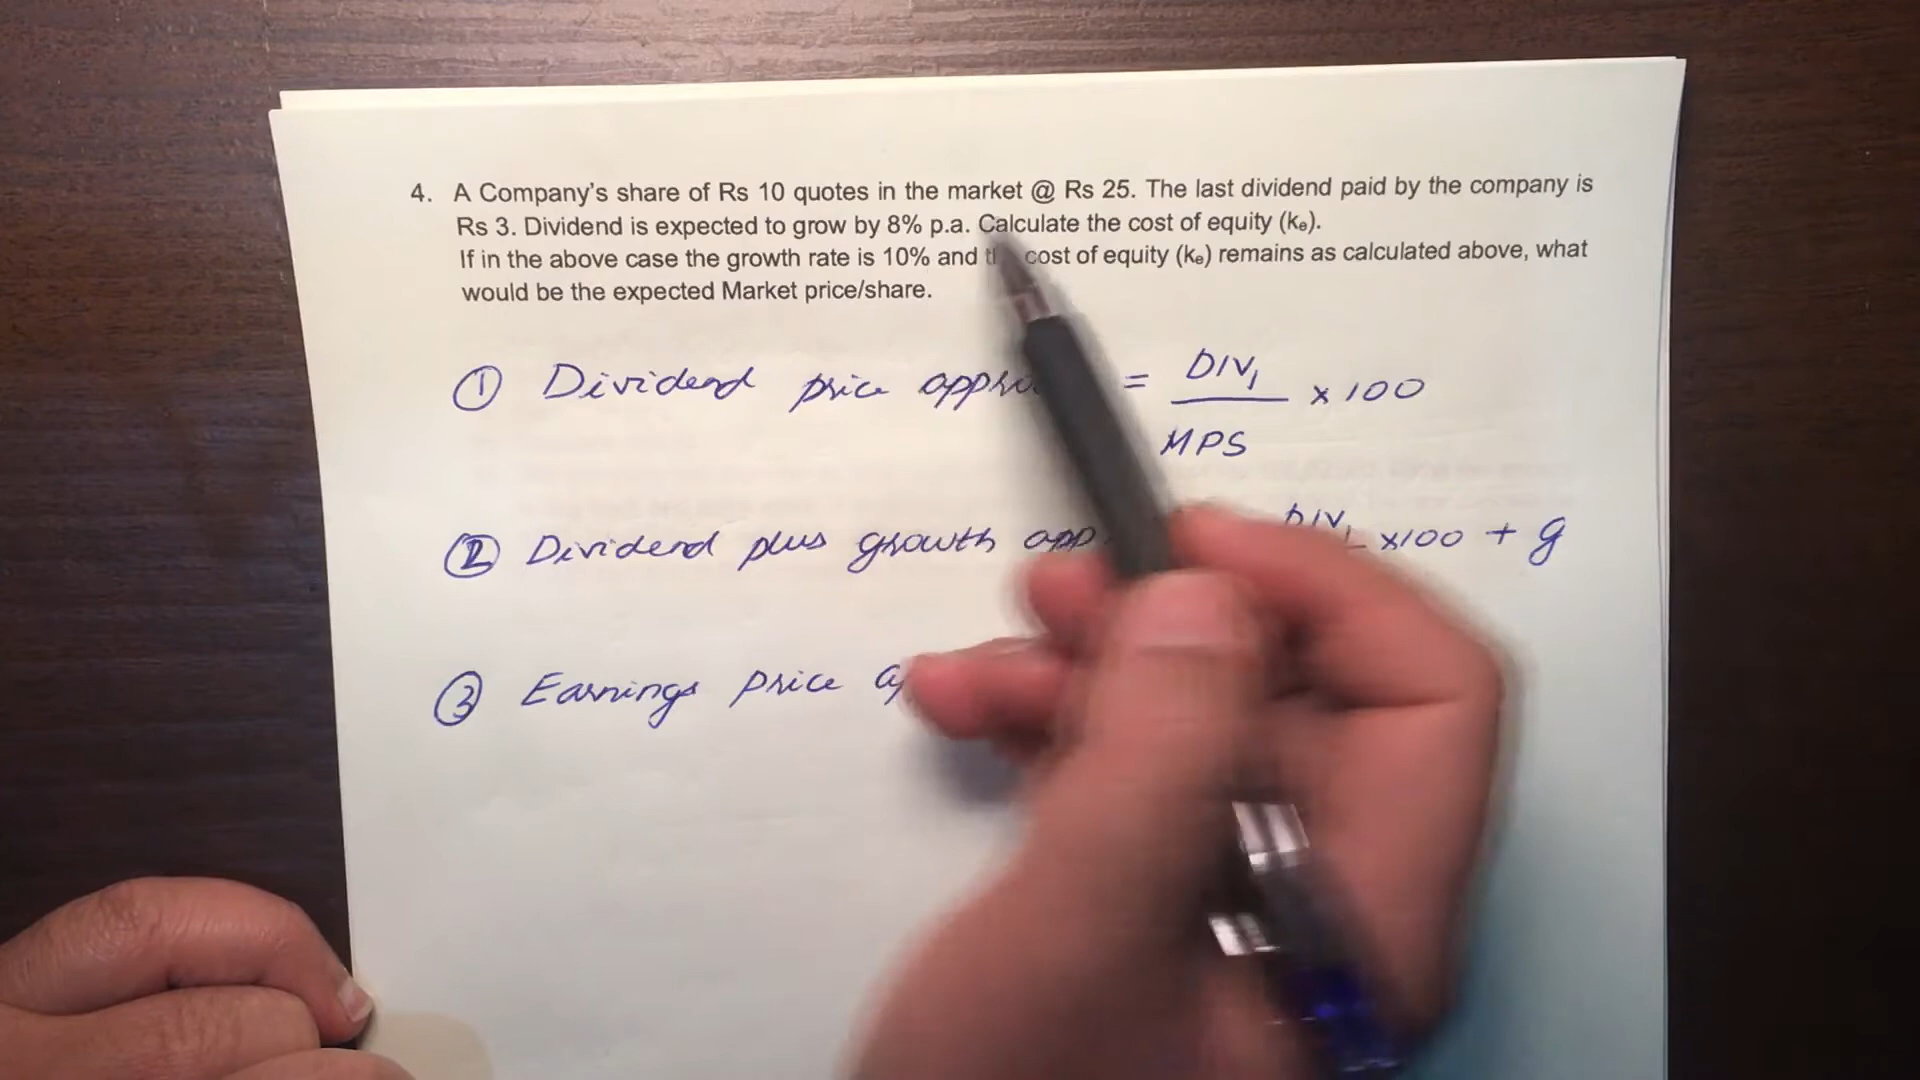 4. A Company's share of Rs 10 quotes in the market @ Rs 25. The last dividend paid by the company is
Rs 3. Dividend is expected to grow by 8% p.a. Calculate the cost of equity (kₑ).
If in the above case the growth rate is 10% and cost of equity (kₑ) remains as calculated above, what
would be the expected Market price/share.
① Dividend price = DIV₁ × 100
MPS
② Dividend plus growth DIV₁ ×100 + g
③ Earnings price